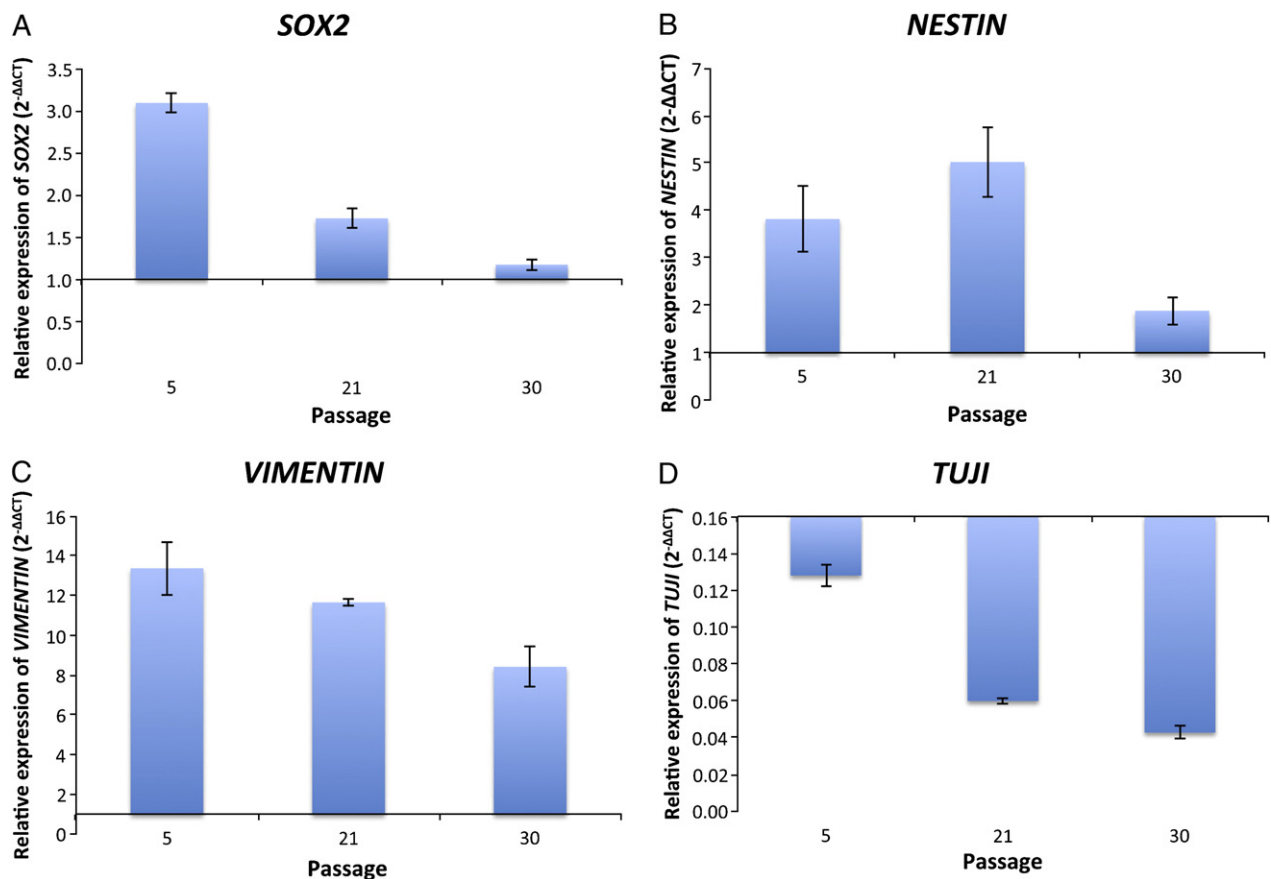 A
SOX2
Relative expression of SOX2 (2-ΔΔCT)
3.5
3.0
2.5
2.0
1.5
1.0
0.5
0.0
5
21
30
Passage
B
NESTIN
Relative expression of NESTIN (2-ΔΔCT)
7
6
5
4
3
2
1
0
5
21
30
Passage
C
VIMENTIN
Relative expression of VIMENTIN (2-ΔΔCT)
16
14
12
10
8
6
4
2
0
5
21
30
Passage
D
TUJI
Relative expression of TUJI (2-ΔΔCT)
0.16
0.14
0.12
0.10
0.08
0.06
0.04
0.02
0.00
5
21
30
Passage